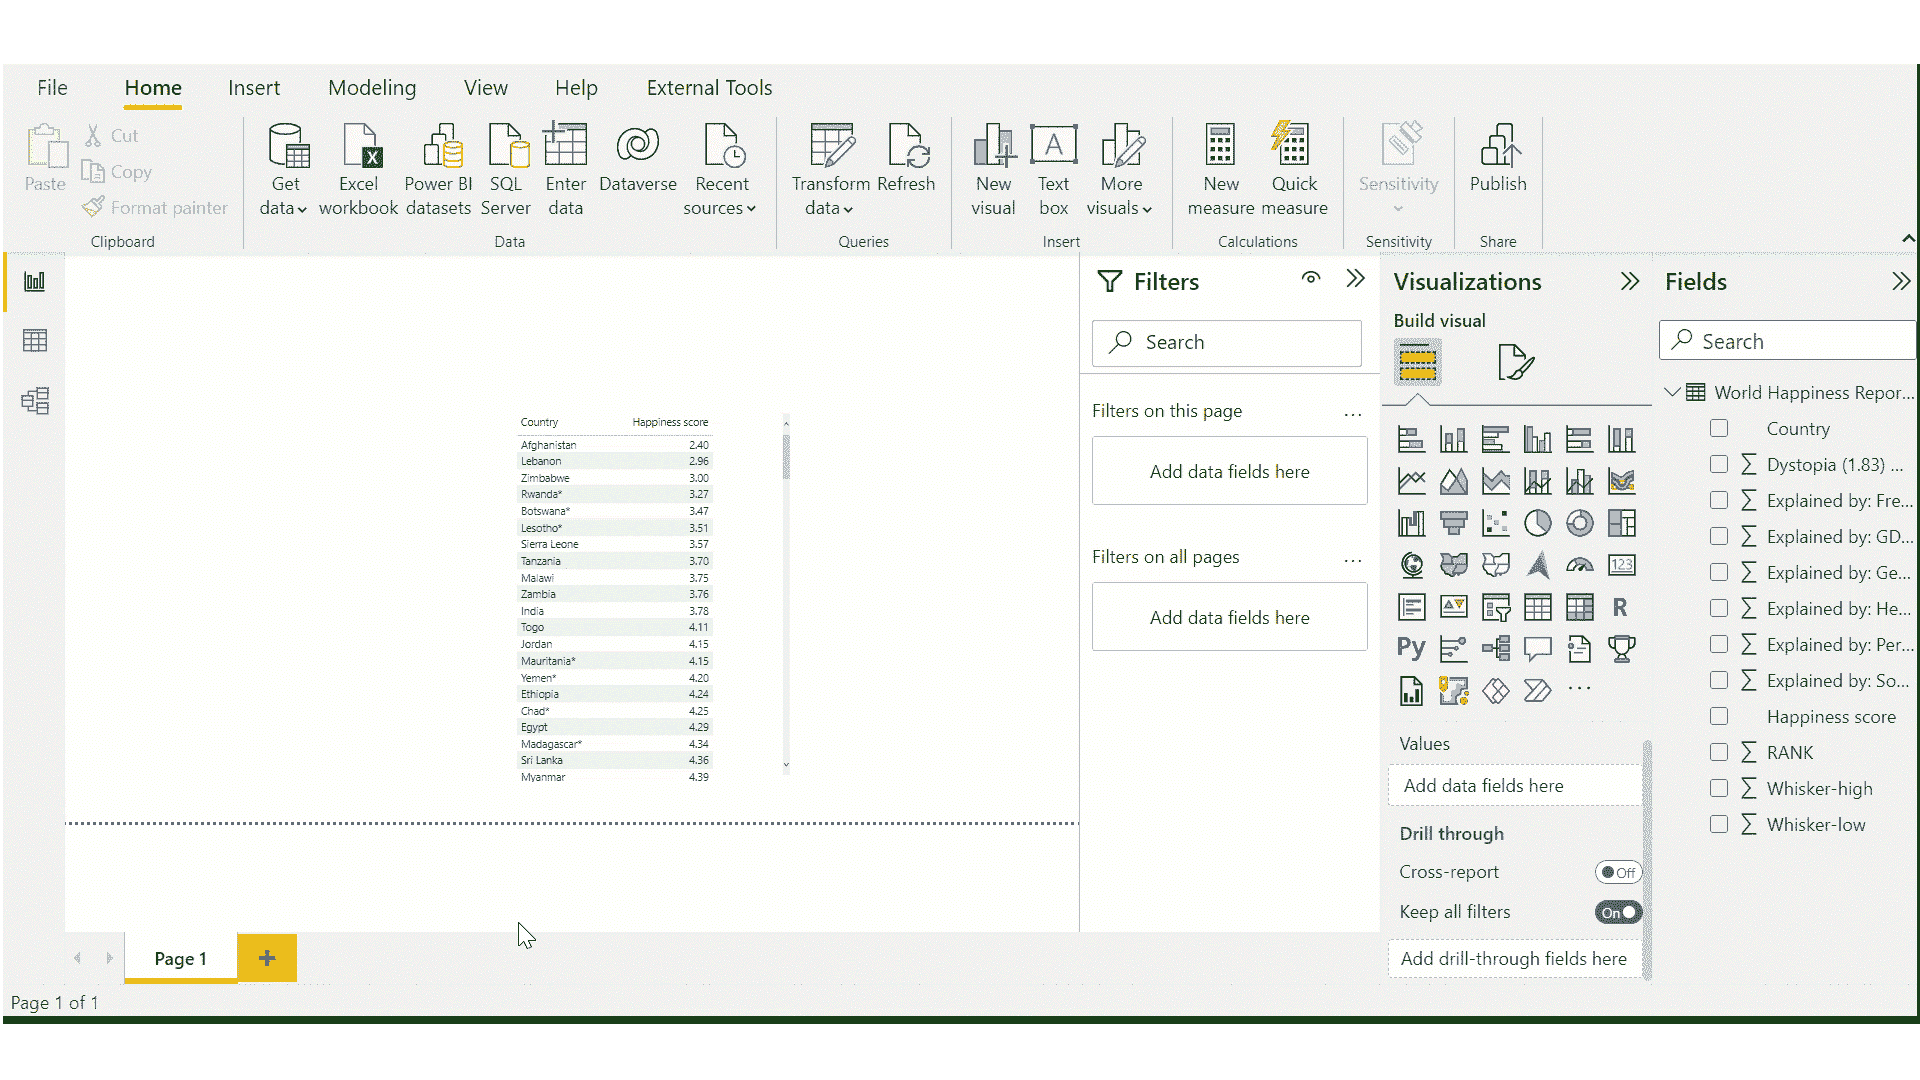 File Home Insert Modeling View Help External Tools
Paste
Cut
Copy
Format painter
Clipboard
Get data
Excel workbook
Power BI datasets
SQL Server
Enter data
Dataverse
Recent sources
Data
Transform data
Refresh
Queries
New visual
A
Text box
More visuals
Insert
New measure
Quick measure
Calculations
Sensitivity
Sensitivity
Publish
Share
Country Happiness score
Afghanistan 2.40
Lebanon 2.96
Zimbabwe 3.00
Rwanda* 3.27
Botswana* 3.47
Lesotho* 3.51
Sierra Leone 3.57
Tanzania 3.70
Malawi 3.75
Zambia 3.76
India 3.78
Togo 4.11
Jordan 4.15
Mauritania* 4.15
Yemen* 4.20
Ethiopia 4.24
Chad* 4.25
Egypt 4.29
Madagascar* 4.34
Sri Lanka 4.36
Myanmar 4.39
Page 1
Page 1 of 1
Filters
Search
Filters on this page ...
Add data fields here
Filters on all pages ...
Add data fields here
Visualizations
Build visual
123
R
Py
...
Values
Add data fields here
Drill through
Cross-report Off
Keep all filters On
Add drill-through fields here
Fields
Search
World Happiness Repor...
Country
∑ Dystopia (1.83) ...
∑ Explained by: Fre...
∑ Explained by: GD...
∑ Explained by: Ge...
∑ Explained by: He...
∑ Explained by: Per...
∑ Explained by: So...
Happiness score
∑ RANK
∑ Whisker-high
∑ Whisker-low